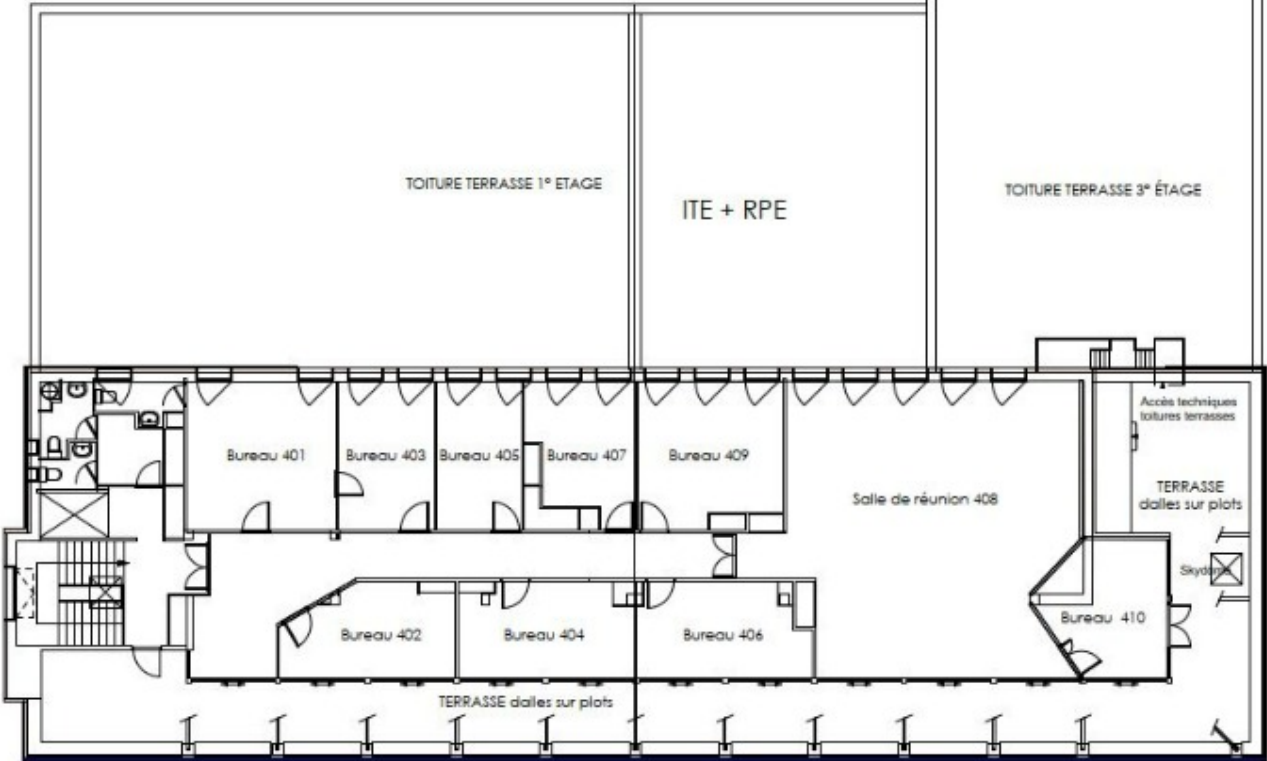 TOITURE TERRASSE 1° ETAGE
ITE + RPE
TOITURE TERRASSE 3° ÉTAGE
Accès techniques
toitures terrasses
Bureau 401
Bureau 403
Bureau 405
Bureau 407
Bureau 409
Salle de réunion 408
TERRASSE
dalles sur plots
Skydôme
Bureau 402
Bureau 404
Bureau 406
Bureau 410
TERRASSE dalles sur plots